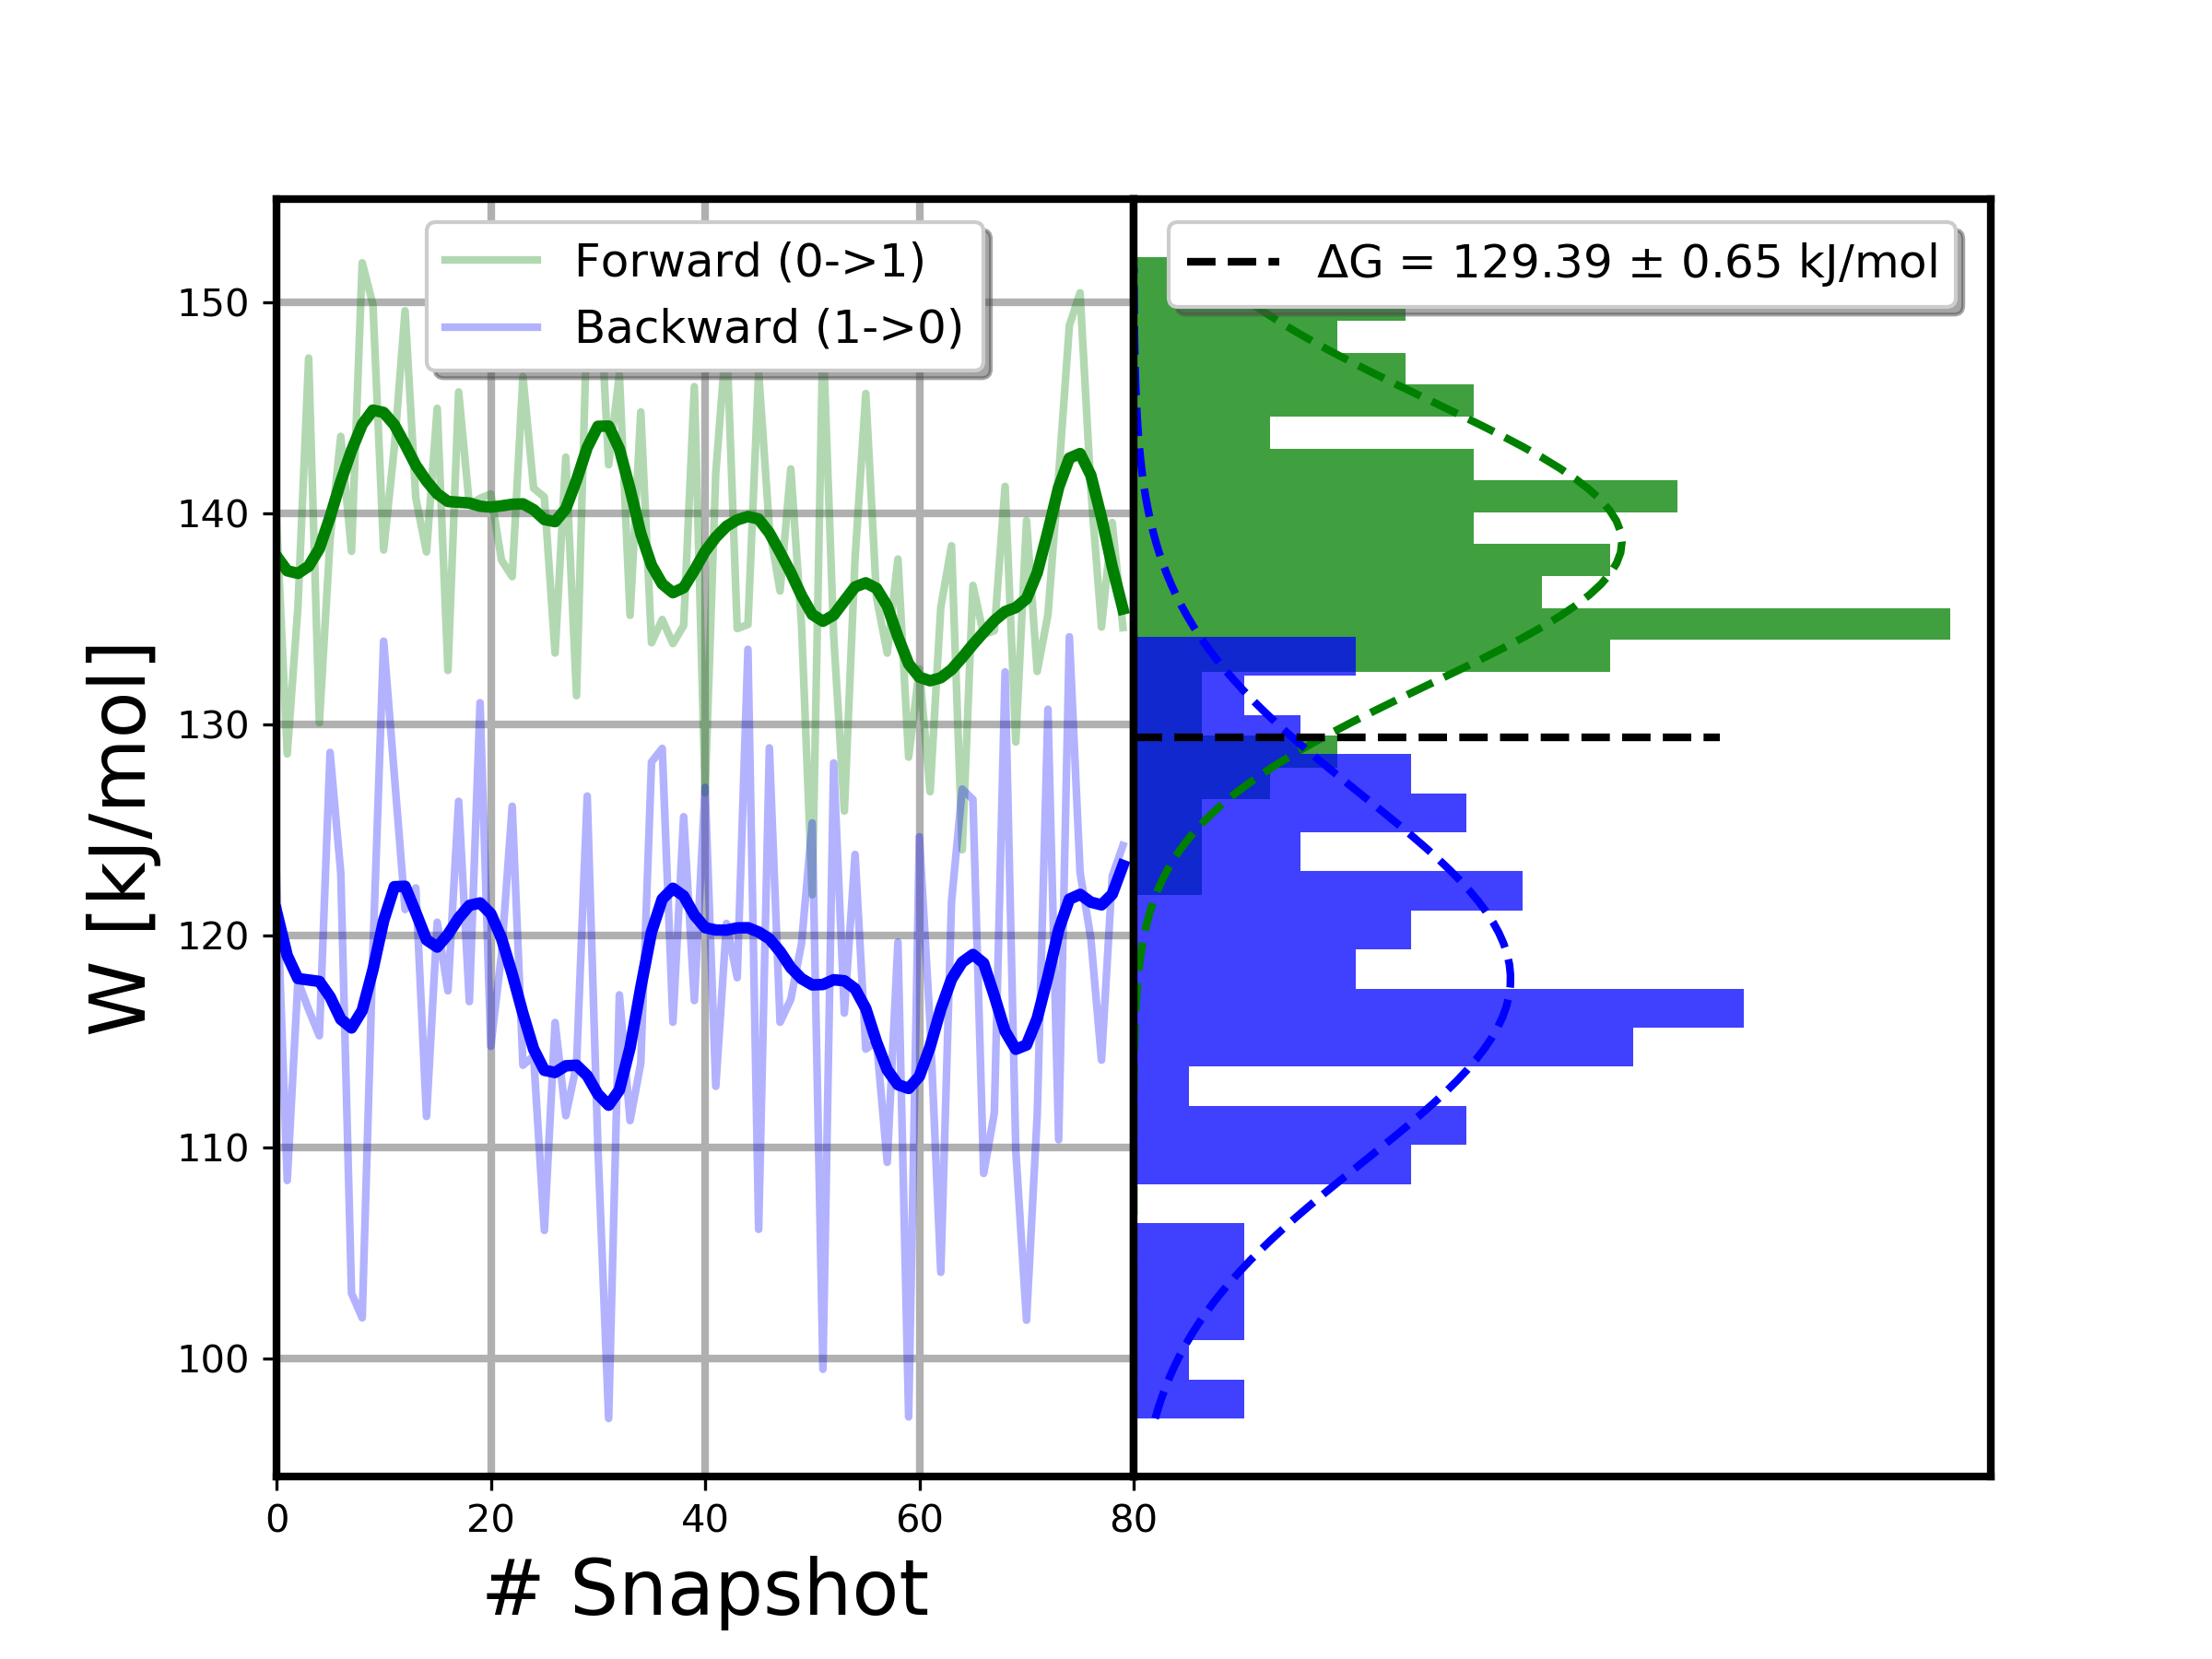 Forward (0->1)
Backward (1->0)
ΔG = 129.39 ± 0.65 kJ/mol
150
140
130
120
110
100
W [kJ/mol]
0 20 40 60 80
# Snapshot